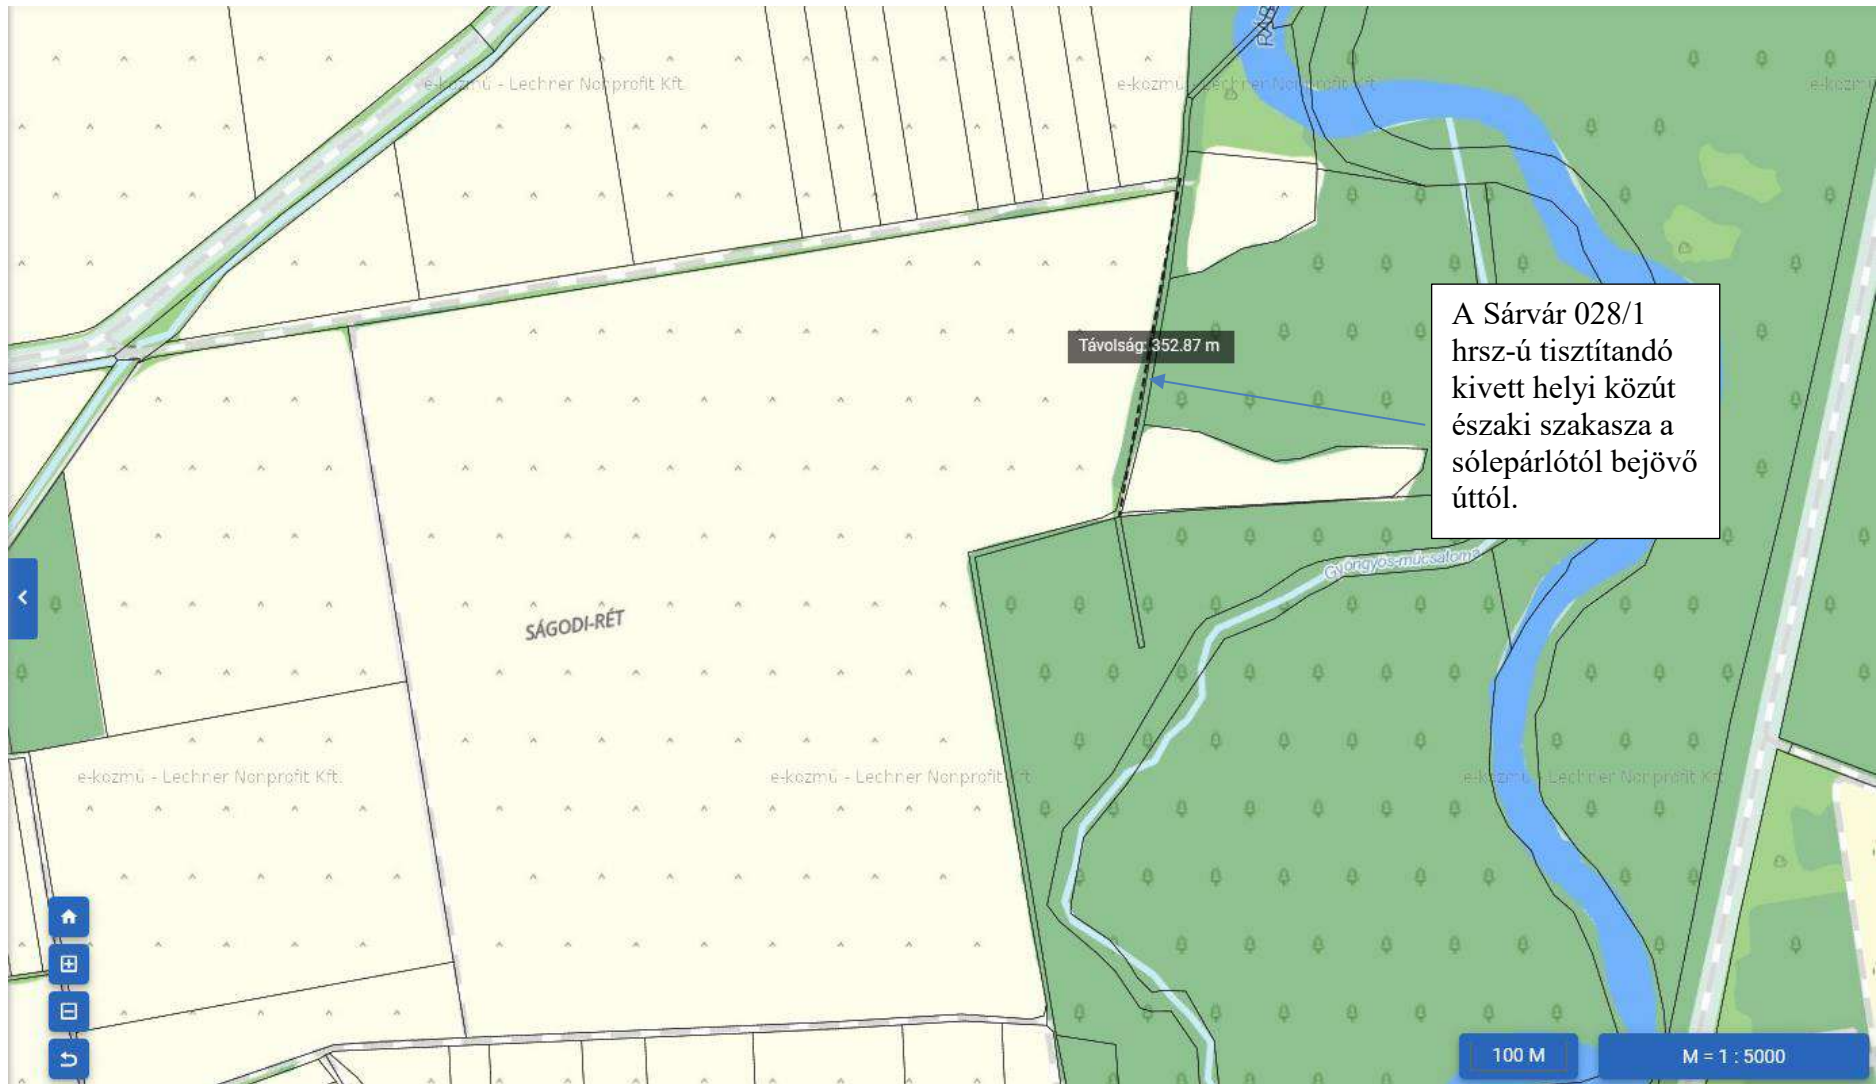 RÁB
e-közmű - Lechner Nonprofit Kft.
e-közmű - Lechner Nonprofit Kft.
e-közmű
Távolság: 352.87 m
A Sárvár 028/1
hrsz-ú tisztítandó
kivett helyi közút
északi szakasza a
sólepárlótól bejövő
úttól.
Gyöngyös-műcsatorna
SÁGODI-RÉT
e-közmű - Lechner Nonprofit Kft.
e-közmű - Lechner Nonprofit Kft.
e-közmű - Lechner Nonprofit Kft.
100 M
M = 1 : 5000